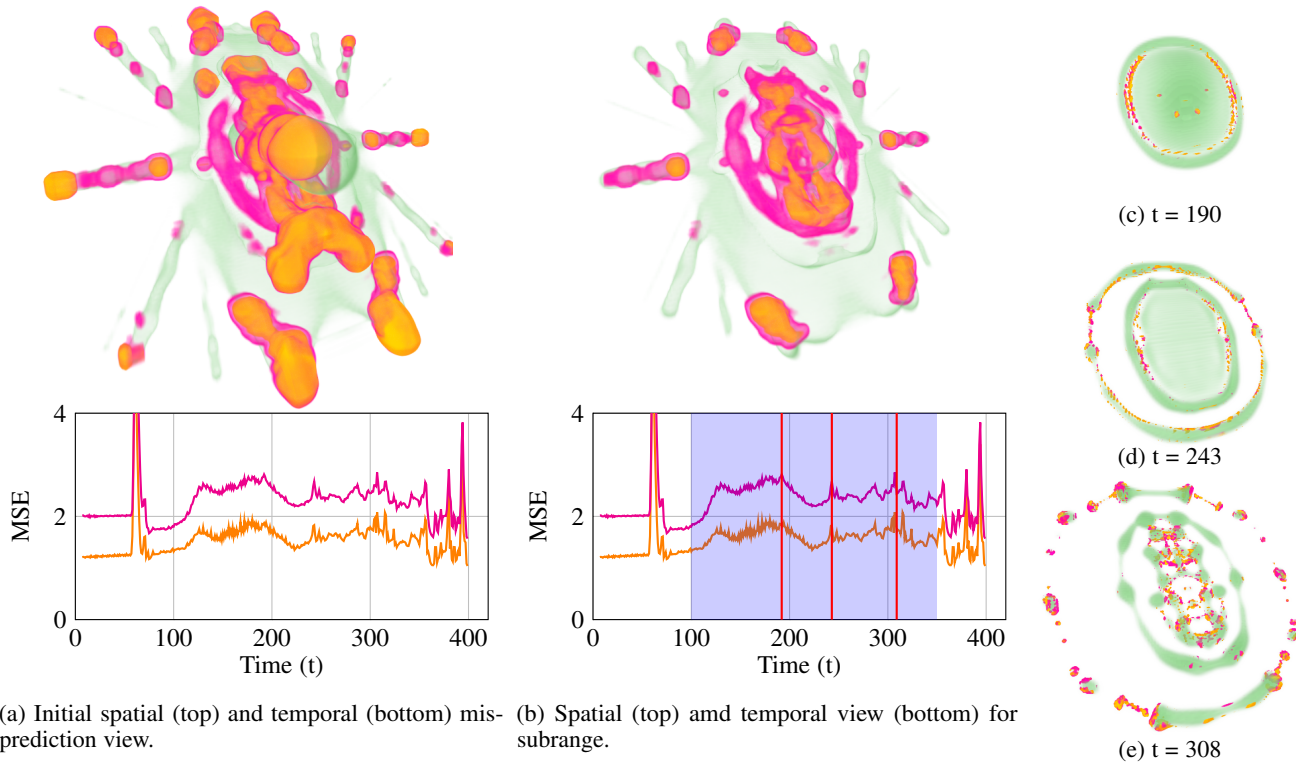 4
2
0
MSE
0
100
200
300
400
Time (t)
(a) Initial spatial (top) and temporal (bottom) mis-
prediction view.
4
2
0
MSE
0
100
200
300
400
Time (t)
(b) Spatial (top) amd temporal view (bottom) for
subrange.
(c) t = 190
(d) t = 243
(e) t = 308